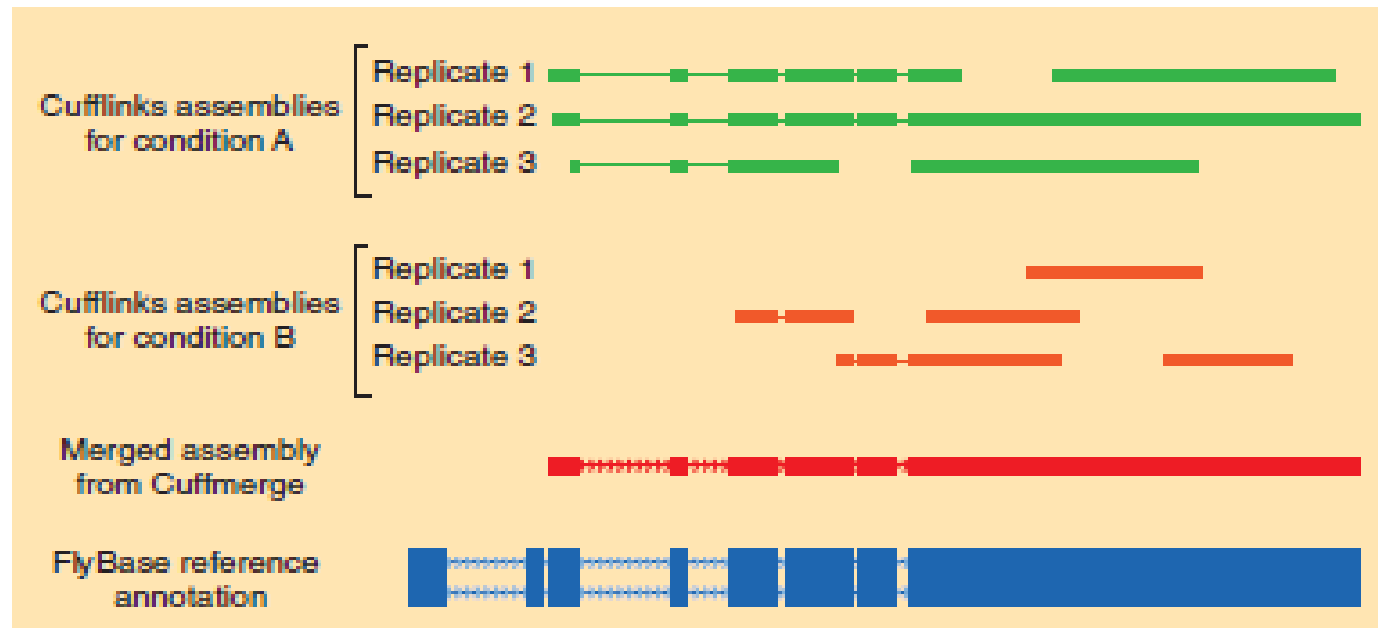 Cufflinks assemblies
for condition A
Replicate 1
Replicate 2
Replicate 3
Cufflinks assemblies
for condition B
Replicate 1
Replicate 2
Replicate 3
Merged assembly
from Cuffmerge
FlyBase reference
annotation